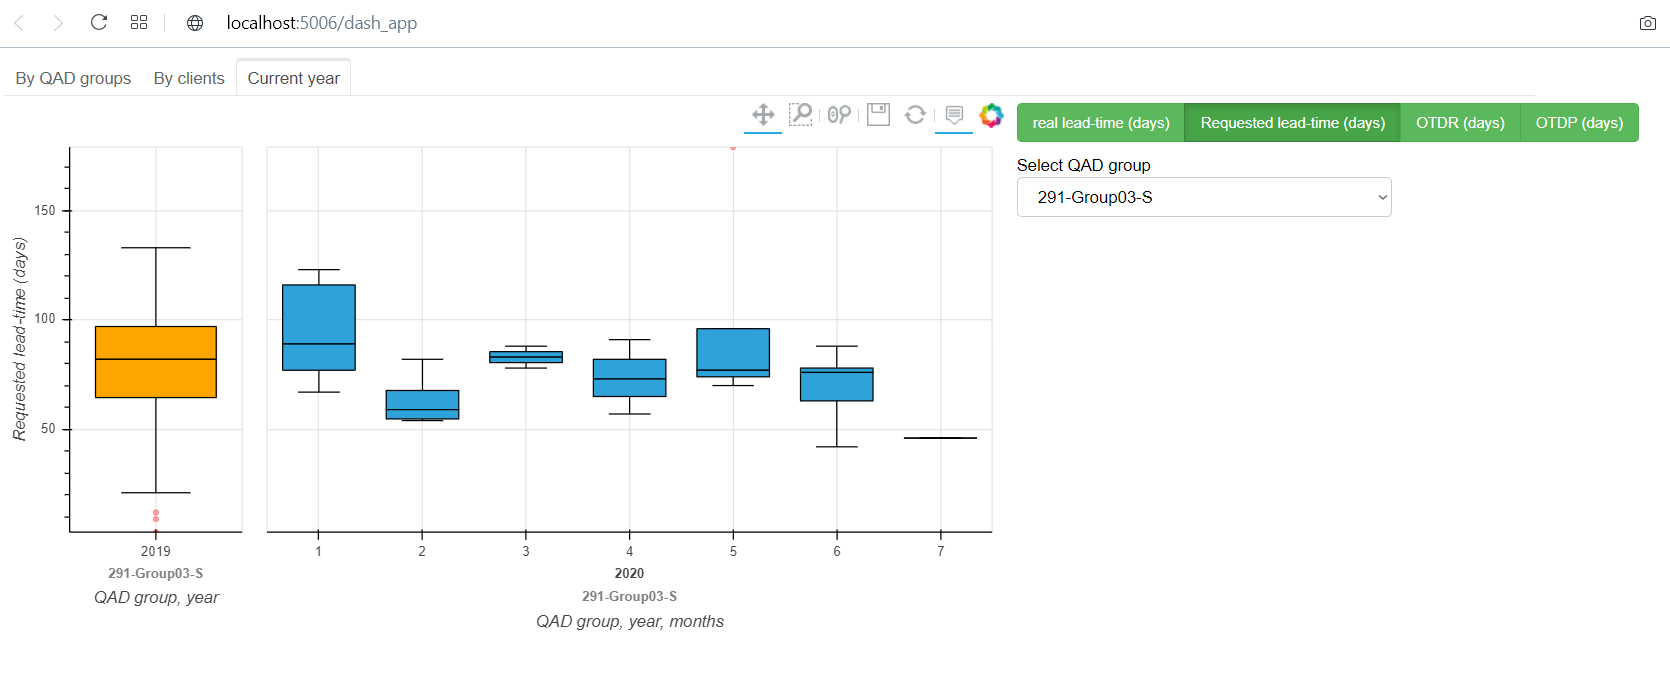 localhost:5006/dash_app
By QAD groups By clients Current year
real lead-time (days) Requested lead-time (days) OTDR (days) OTDP (days)
Select QAD group
291-Group03-S
Requested lead-time (days)
150
100
50
2019
291-Group03-S
QAD group, year
1 2 3 4 5 6 7
2020
291-Group03-S
QAD group, year, months